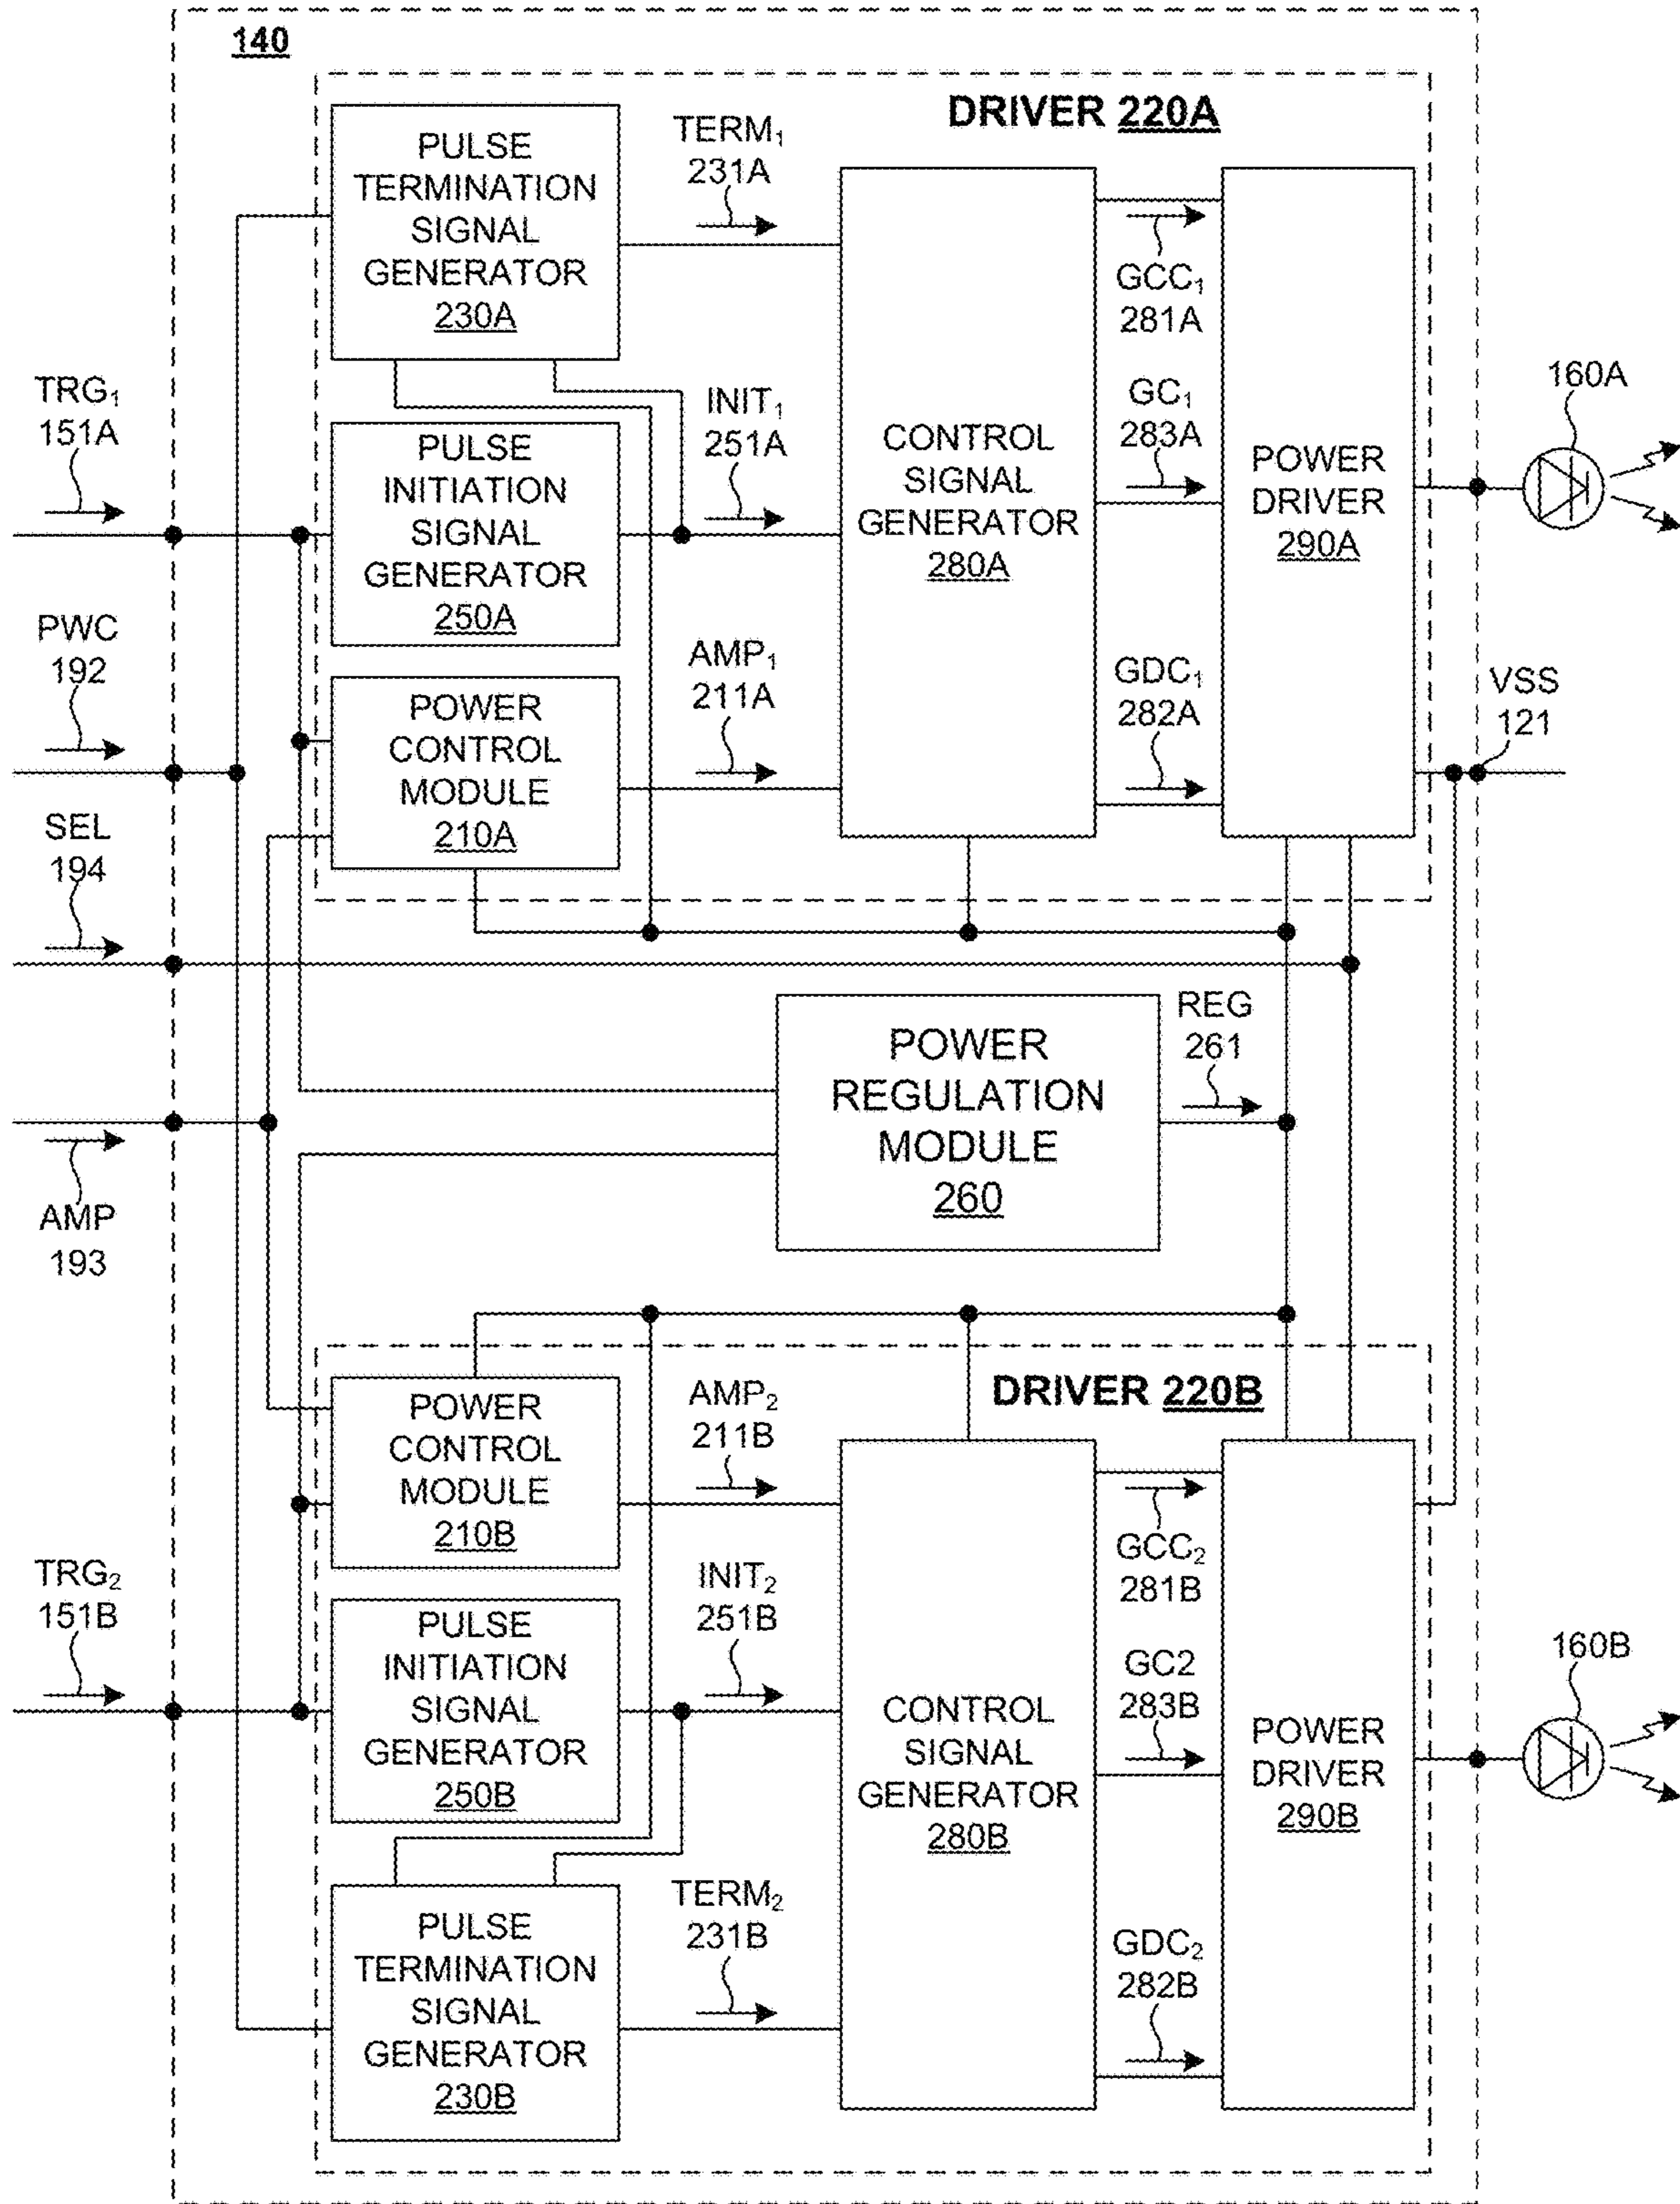 140
DRIVER 220A
PULSE
TERMINATION
SIGNAL
GENERATOR
230A
TERM₁
231A
GCC₁
281A
TRG₁
151A
PULSE
INITIATION
SIGNAL
GENERATOR
250A
INIT₁
251A
CONTROL
SIGNAL
GENERATOR
280A
GC₁
283A
POWER
DRIVER
290A
160A
PWC
192
POWER
CONTROL
MODULE
210A
AMP₁
211A
GDC₁
282A
VSS
121
SEL
194
POWER
REGULATION
MODULE
260
REG
261
AMP
193
DRIVER 220B
POWER
CONTROL
MODULE
210B
AMP₂
211B
GCC₂
281B
TRG₂
151B
PULSE
INITIATION
SIGNAL
GENERATOR
250B
INIT₂
251B
CONTROL
SIGNAL
GENERATOR
280B
GC2
283B
POWER
DRIVER
290B
160B
PULSE
TERMINATION
SIGNAL
GENERATOR
230B
TERM₂
231B
GDC₂
282B